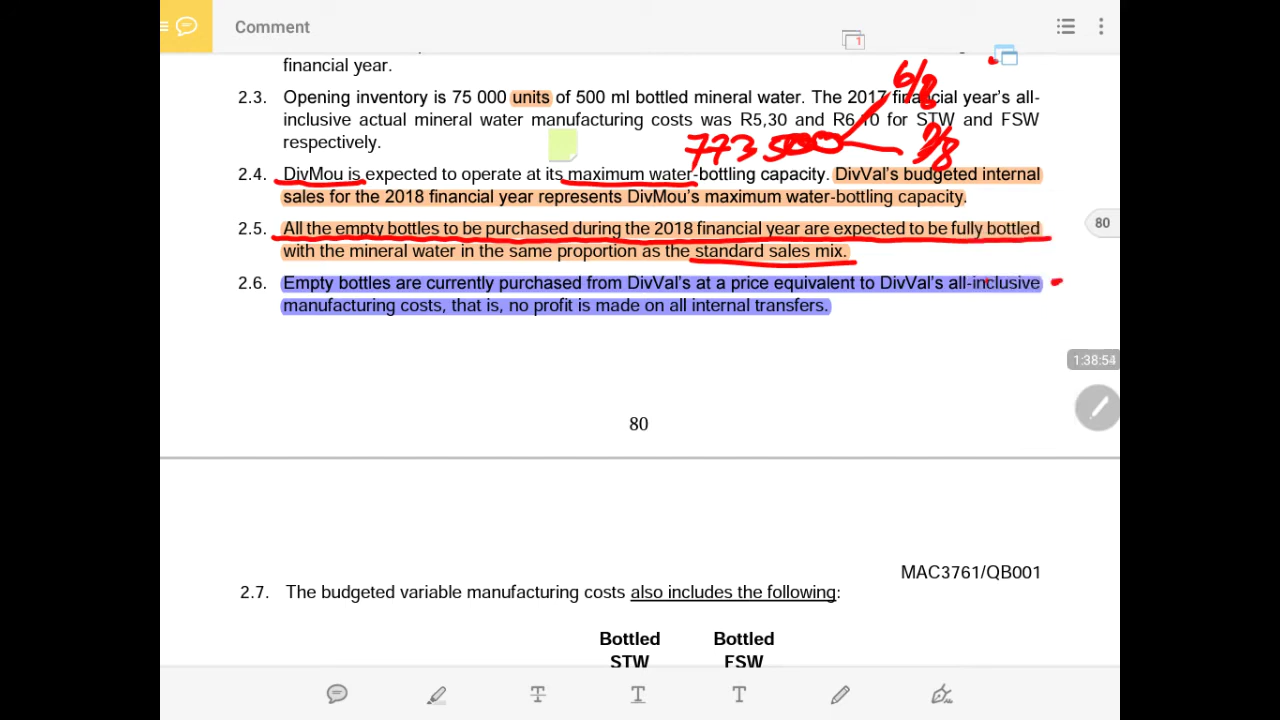 Comment
1
financial year.
2.3. Opening inventory is 75 000 units of 500 ml bottled mineral water. The 2017 financial year's all-
inclusive actual mineral water manufacturing costs was R5,30 and R6,10 for STW and FSW
respectively.
6/8
773 500
2/8
2.4. DivMou is expected to operate at its maximum water-bottling capacity. DivVal's budgeted internal
sales for the 2018 financial year represents DivMou's maximum water-bottling capacity.
2.5. All the empty bottles to be purchased during the 2018 financial year are expected to be fully bottled
with the mineral water in the same proportion as the standard sales mix.
80
2.6. Empty bottles are currently purchased from DivVal's at a price equivalent to DivVal's all-inclusive
manufacturing costs, that is, no profit is made on all internal transfers.
1:38:54
80
MAC3761/QB001
2.7. The budgeted variable manufacturing costs also includes the following:
Bottled Bottled
STW FSW
T T T